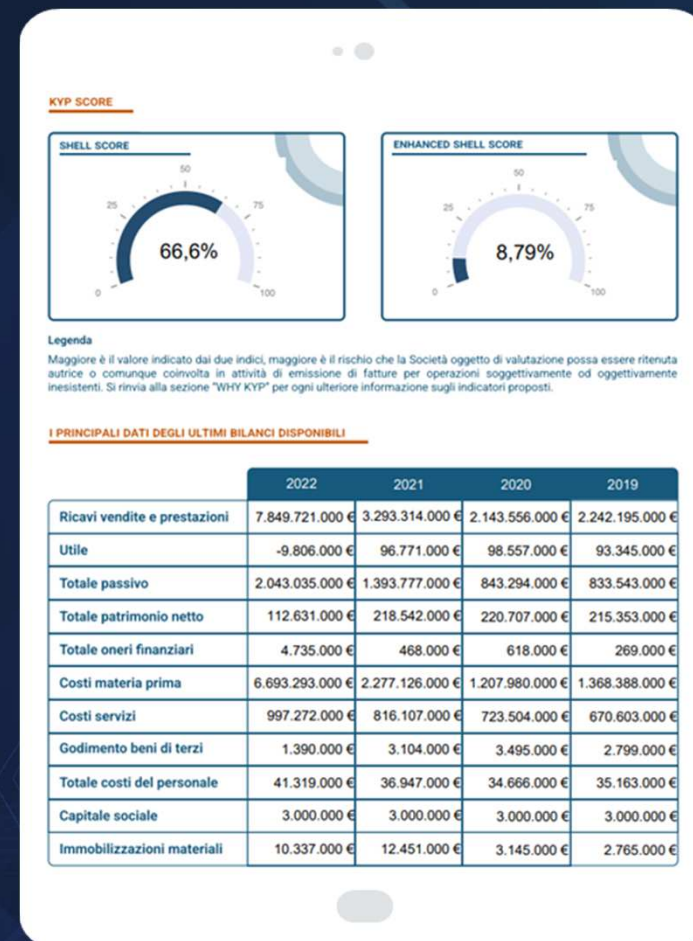 KYP SCORE
SHELL SCORE
0
25
50
75
100
66,6%
ENHANCED SHELL SCORE
0
25
50
75
100
8,79%
Legenda
Maggiore è il valore indicato dai due indici, maggiore è il rischio che la Società oggetto di valutazione possa essere ritenuta
autrice o comunque coinvolta in attività di emissione di fatture per operazioni soggettivamente od oggettivamente
inesistenti. Si rinvia alla sezione "WHY KYP" per ogni ulteriore informazione sugli indicatori proposti.
I PRINCIPALI DATI DEGLI ULTIMI BILANCI DISPONIBILI
2022 2021 2020 2019
Ricavi vendite e prestazioni 7.849.721.000 € 3.293.314.000 € 2.143.556.000 € 2.242.195.000 €
Utile -9.806.000 € 96.771.000 € 98.557.000 € 93.345.000 €
Totale passivo 2.043.035.000 € 1.393.777.000 € 843.294.000 € 833.543.000 €
Totale patrimonio netto 112.631.000 € 218.542.000 € 220.707.000 € 215.353.000 €
Totale oneri finanziari 4.735.000 € 468.000 € 618.000 € 269.000 €
Costi materia prima 6.693.293.000 € 2.277.126.000 € 1.207.980.000 € 1.368.388.000 €
Costi servizi 997.272.000 € 816.107.000 € 723.504.000 € 670.603.000 €
Godimento beni di terzi 1.390.000 € 3.104.000 € 3.495.000 € 2.799.000 €
Totale costi del personale 41.319.000 € 36.947.000 € 34.666.000 € 35.163.000 €
Capitale sociale 3.000.000 € 3.000.000 € 3.000.000 € 3.000.000 €
Immobilizzazioni materiali 10.337.000 € 12.451.000 € 3.145.000 € 2.765.000 €